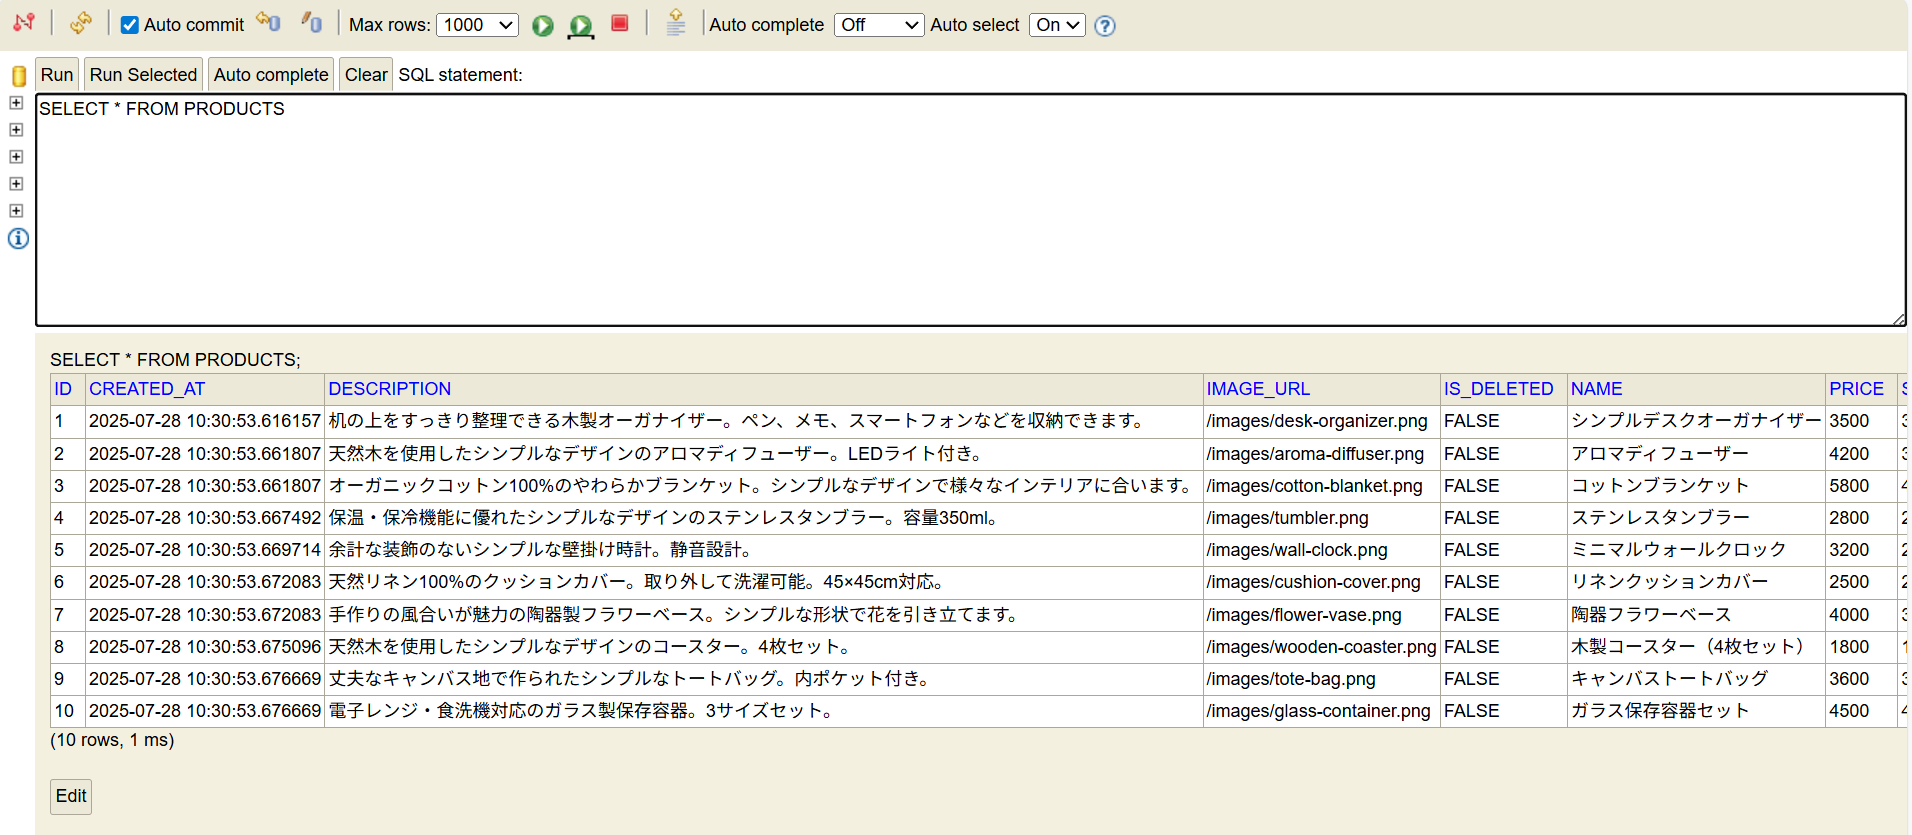 Auto commit Max rows: 1000 Auto complete Off Auto select On
Run Run Selected Auto complete Clear SQL statement:
SELECT * FROM PRODUCTS
SELECT * FROM PRODUCTS;
ID CREATED_AT DESCRIPTION IMAGE_URL IS_DELETED NAME PRICE
1 2025-07-28 10:30:53.616157 机の上をすっきり整理できる木製オーガナイザー。ペン、メモ、スマートフォンなどを収納できます。 /images/desk-organizer.png FALSE シンプルデスクオーガナイザー 3500
2 2025-07-28 10:30:53.661807 天然木を使用したシンプルなデザインのアロマディフューザー。LEDライト付き。 /images/aroma-diffuser.png FALSE アロマディフューザー 4200
3 2025-07-28 10:30:53.661807 オーガニックコットン100%のやわらかブランケット。シンプルなデザインで様々なインテリアに合います。 /images/cotton-blanket.png FALSE コットンブランケット 5800
4 2025-07-28 10:30:53.667492 保温・保冷機能に優れたシンプルなデザインのステンレスタンブラー。容量350ml。 /images/tumbler.png FALSE ステンレスタンブラー 2800
5 2025-07-28 10:30:53.669714 余計な装飾のないシンプルな壁掛け時計。静音設計。 /images/wall-clock.png FALSE ミニマルウォールクロック 3200
6 2025-07-28 10:30:53.672083 天然リネン100%のクッションカバー。取り外して洗濯可能。45×45cm対応。 /images/cushion-cover.png FALSE リネンクッションカバー 2500
7 2025-07-28 10:30:53.672083 手作りの風合いが魅力の陶器製フラワーベース。シンプルな形状で花を引き立てます。 /images/flower-vase.png FALSE 陶器フラワーベース 4000
8 2025-07-28 10:30:53.675096 天然木を使用したシンプルなデザインのコースター。4枚セット。 /images/wooden-coaster.png FALSE 木製コースター（4枚セット） 1800
9 2025-07-28 10:30:53.676669 丈夫なキャンバス地で作られたシンプルなトートバッグ。内ポケット付き。 /images/tote-bag.png FALSE キャンバストートバッグ 3600
10 2025-07-28 10:30:53.676669 電子レンジ・食洗機対応のガラス製保存容器。3サイズセット。 /images/glass-container.png FALSE ガラス保存容器セット 4500
(10 rows, 1 ms)
Edit